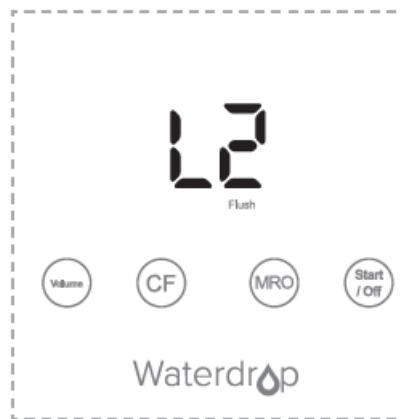 L2
Flush
Volume
CF
MRO
Start
/ Off
Waterdrop